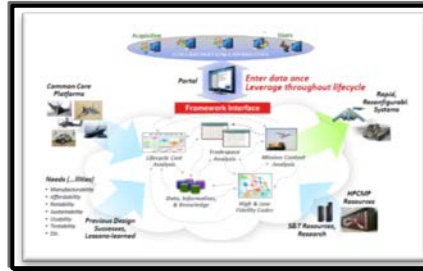 Acquisition
Users
Portal
Enter data once
Leverage throughout lifecycle
Framework Interface
Common Core
Platforms
Rapid,
Reconfigurable
Systems
Lifecycle Cost
Analysis
Tradespace
Analysis
Mission Context
Analysis
Needs (...ilities)
• Manufacturability
• Affordability
• Reliability
• Sustainability
• Usability
• Testability
• Etc
Data, Information,
& Knowledge
High & Low
Fidelity Codes
HPCMP
Resources
Previous Design
Successes,
Lessons-learned
S&T Resources,
Research